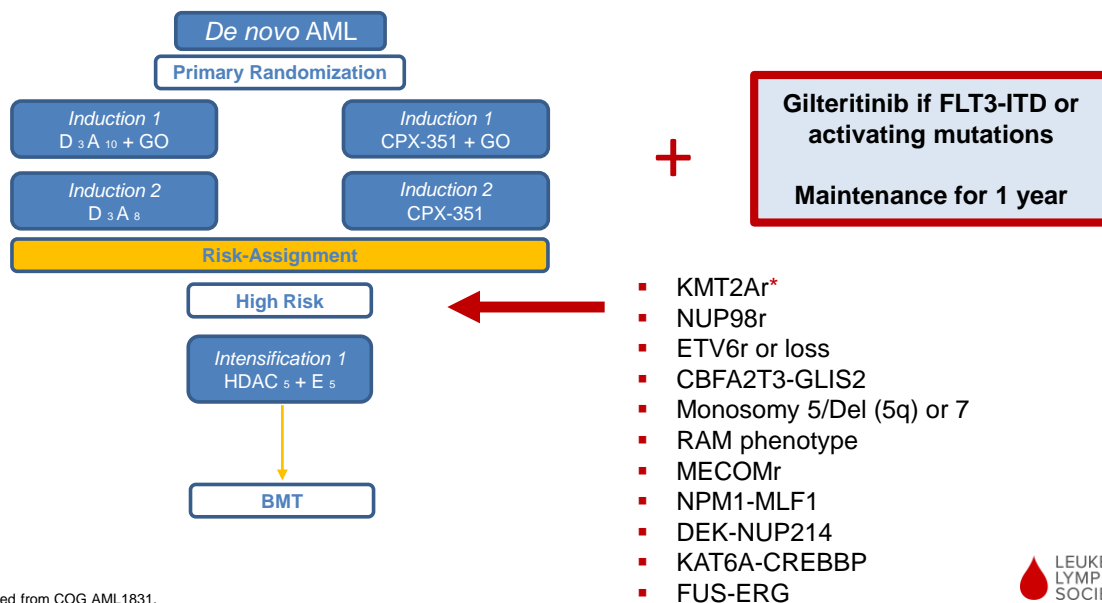 De novo AML
Primary Randomization
Induction 1
D 3 A 10 + GO
Induction 1
CPX-351 + GO
Induction 2
D 3 A 8
Induction 2
CPX-351
Risk-Assignment
High Risk
Intensification 1
HDAC 5 + E 5
BMT
+
Gilteritinib if FLT3-ITD or
activating mutations
Maintenance for 1 year
▪ KMT2Ar*
▪ NUP98r
▪ ETV6r or loss
▪ CBFA2T3-GLIS2
▪ Monosomy 5/Del (5q) or 7
▪ RAM phenotype
▪ MECOMr
▪ NPM1-MLF1
▪ DEK-NUP214
▪ KAT6A-CREBBP
▪ FUS-ERG
ed from COG AML1831.
LEUKE
LYMP
SOCIE